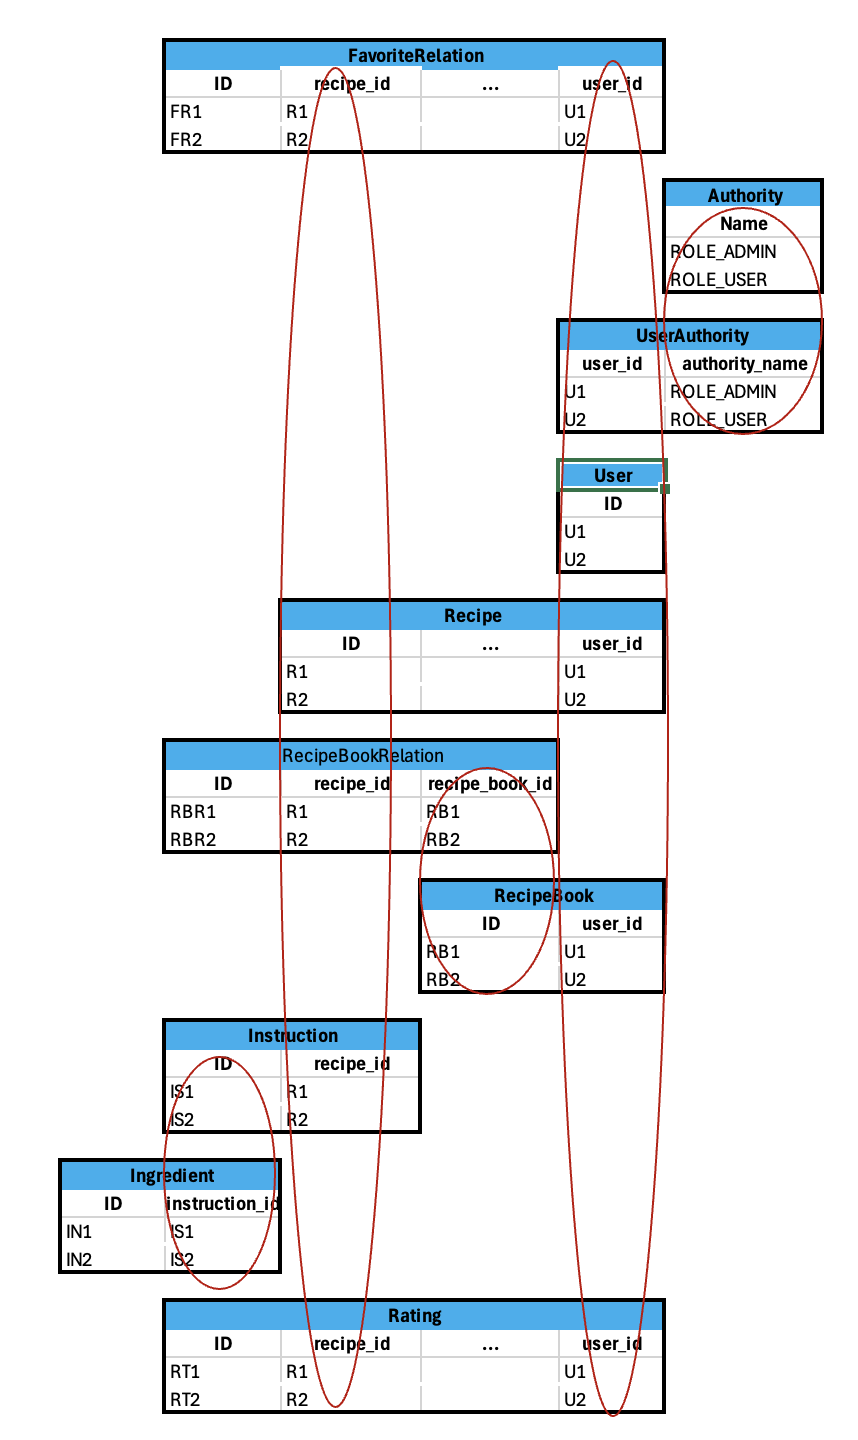 FavoriteRelation
ID recipe_id ... user_id
FR1 R1 U1
FR2 R2 U2
Authority
Name
ROLE_ADMIN
ROLE_USER
UserAuthority
user_id authority_name
U1 ROLE_ADMIN
U2 ROLE_USER
User
ID
U1
U2
Recipe
ID ... user_id
R1 U1
R2 U2
RecipeBookRelation
ID recipe_id recipe_book_id
RBR1 R1 RB1
RBR2 R2 RB2
RecipeBook
ID user_id
RB1 U1
RB2 U2
Instruction
ID recipe_id
IS1 R1
IS2 R2
Ingredient
ID instruction_id
IN1 IS1
IN2 IS2
Rating
ID recipe_id ... user_id
RT1 R1 U1
RT2 R2 U2